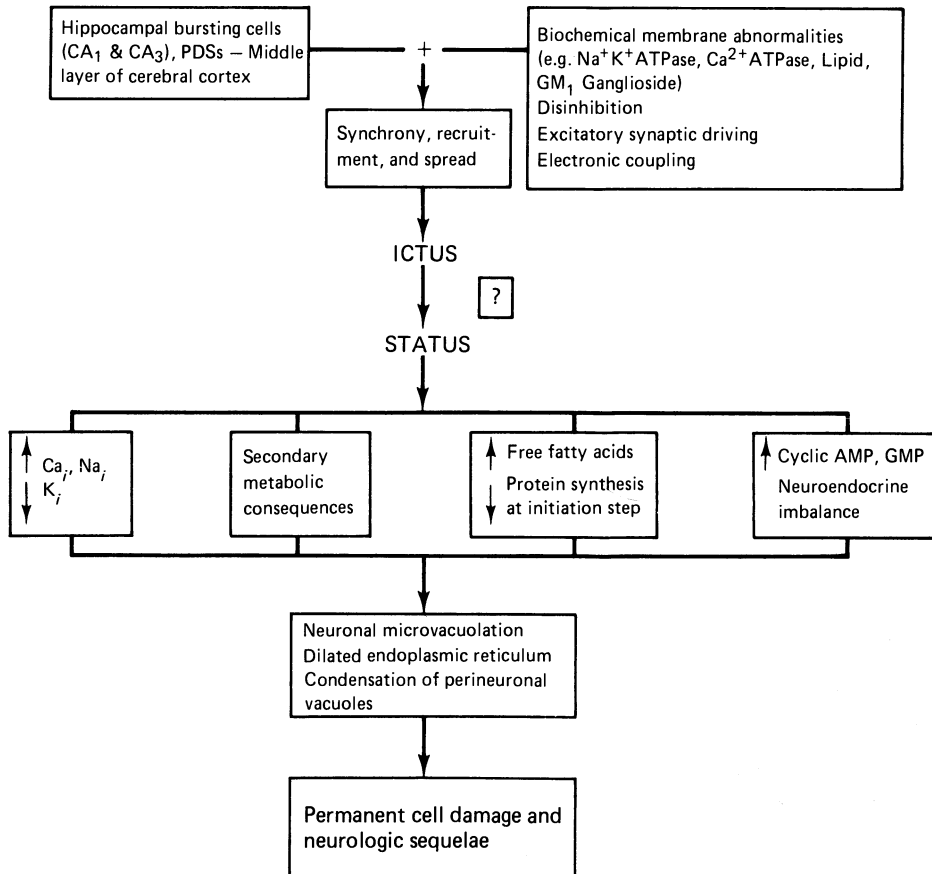 Hippocampal bursting cells
(CA1 & CA3), PDSs – Middle
layer of cerebral cortex
+
Biochemical membrane abnormalities
(e.g. Na+K+ATPase, Ca2+ATPase, Lipid,
GM1 Ganglioside)
Disinhibition
Excitatory synaptic driving
Electronic coupling
Synchrony, recruit-
ment, and spread
ICTUS
?
STATUS
Cai, Nai
Ki
Secondary
metabolic
consequences
Free fatty acids
Protein synthesis
at initiation step
Cyclic AMP, GMP
Neuroendocrine
imbalance
Neuronal microvacuolation
Dilated endoplasmic reticulum
Condensation of perineuronal
vacuoles
Permanent cell damage and
neurologic sequelae